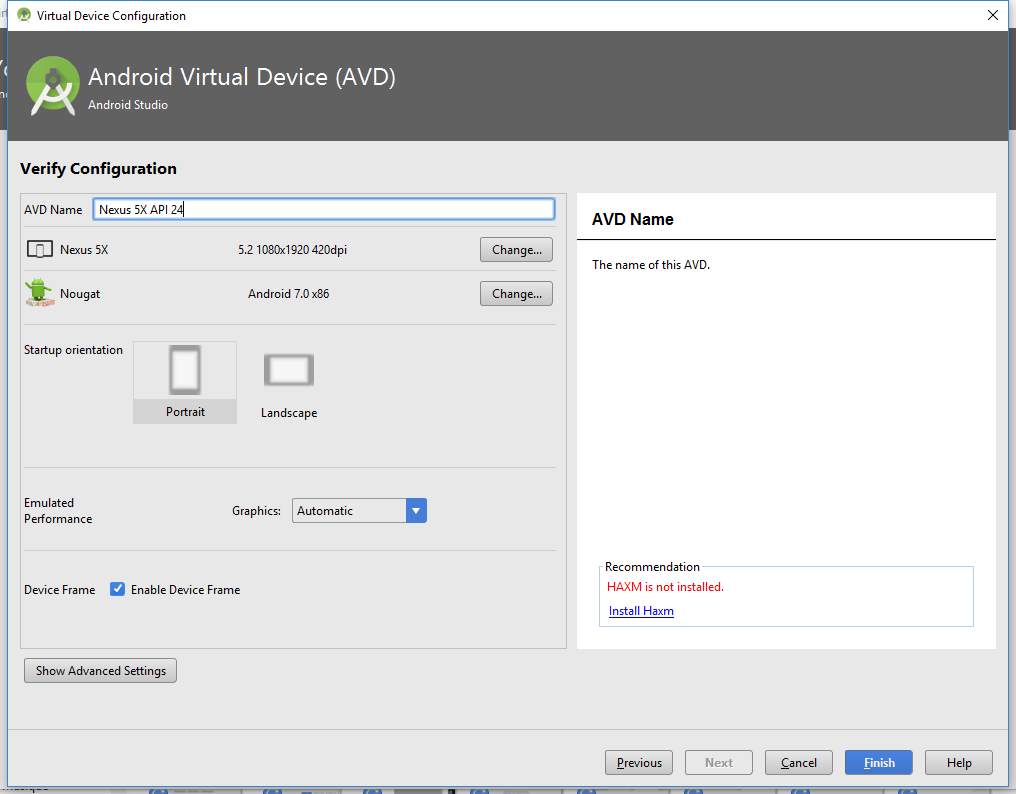 Virtual Device Configuration
Android Virtual Device (AVD)
Android Studio
Verify Configuration
AVD Name Nexus 5X API 24
Nexus 5X 5.2 1080x1920 420dpi Change...
Nougat Android 7.0 x86 Change...
Startup orientation
Portrait
Landscape
Emulated
Performance
Graphics: Automatic
Device Frame Enable Device Frame
Show Advanced Settings
AVD Name
The name of this AVD.
Recommendation
HAXM is not installed.
Install Haxm
Previous Next Cancel Finish Help